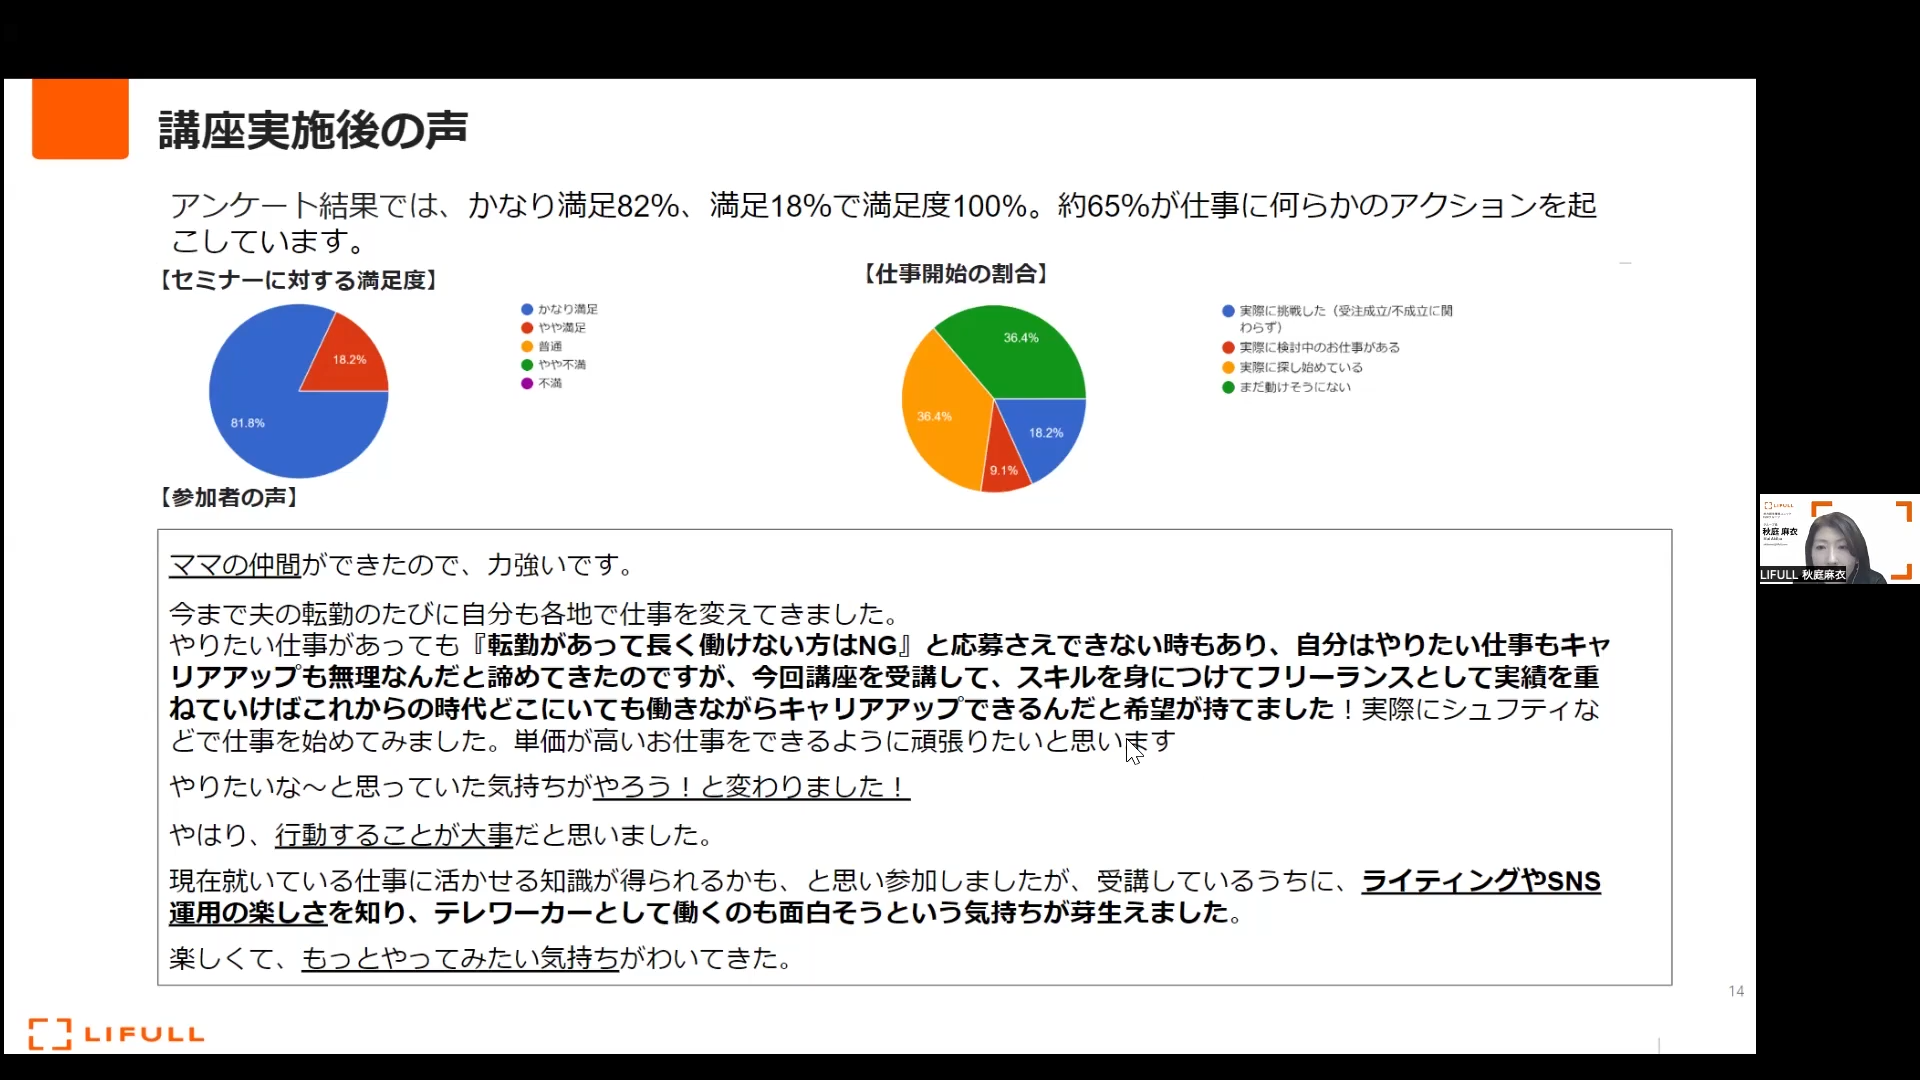 講座実施後の声
アンケート結果では、かなり満足82%、満足18%で満足度100%。約65%が仕事に何らかのアクションを起
こしています。
【セミナーに対する満足度】
かなり満足
やや満足
普通
やや不満
不満
18.2%
81.8%
【仕事開始の割合】
実際に挑戦した（受注成立/不成立に関
わらず）
実際に検討中のお仕事がある
実際に探し始めている
まだ動けそうにない
36.4%
36.4%
18.2%
9.1%
【参加者の声】
ママの仲間ができたので、力強いです。
今まで夫の転勤のたびに自分も各地で仕事を変えてきました。
やりたい仕事があっても『転勤があって長く働けない方はNG』と応募さえできない時もあり、自分はやりたい仕事もキャ
リアアップも無理なんだと諦めてきたのですが、今回講座を受講して、スキルを身につけてフリーランスとして実績を重
ねていけばこれからの時代どこにいても働きながらキャリアアップできるんだと希望が持てました！実際にシュフティな
どで仕事を始めてみました。単価が高いお仕事をできるように頑張りたいと思います
やりたいな～と思っていた気持ちがやろう！と変わりました！
やはり、行動することが大事だと思いました。
現在就いている仕事に活かせる知識が得られるかも、と思い参加しましたが、受講しているうちに、ライティングやSNS
運用の楽しさを知り、テレワーカーとして働くのも面白そうという気持ちが芽生えました。
楽しくて、もっとやってみたい気持ちがわいてきた。
14
LIFULL
LIFULL
秋庭 麻衣
LIFULL 秋庭麻衣